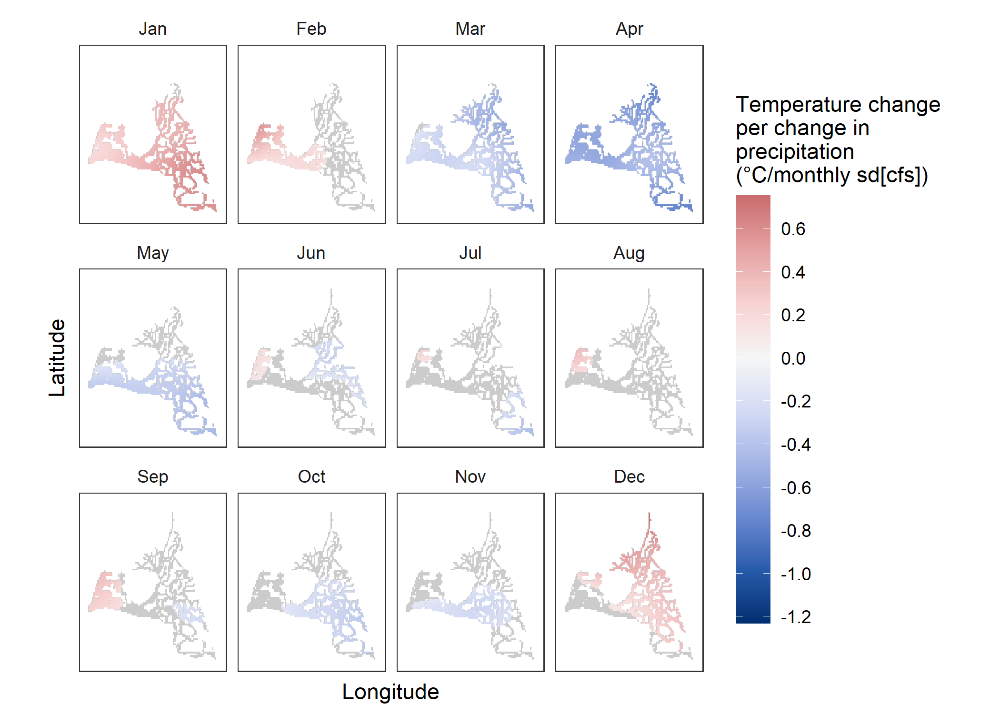 Jan
Feb
Mar
Apr
May
Jun
Jul
Aug
Sep
Oct
Nov
Dec
Latitude
Longitude
Temperature change
per change in
precipitation
(°C/monthly sd[cfs])
0.6
0.4
0.2
0.0
-0.2
-0.4
-0.6
-0.8
-1.0
-1.2